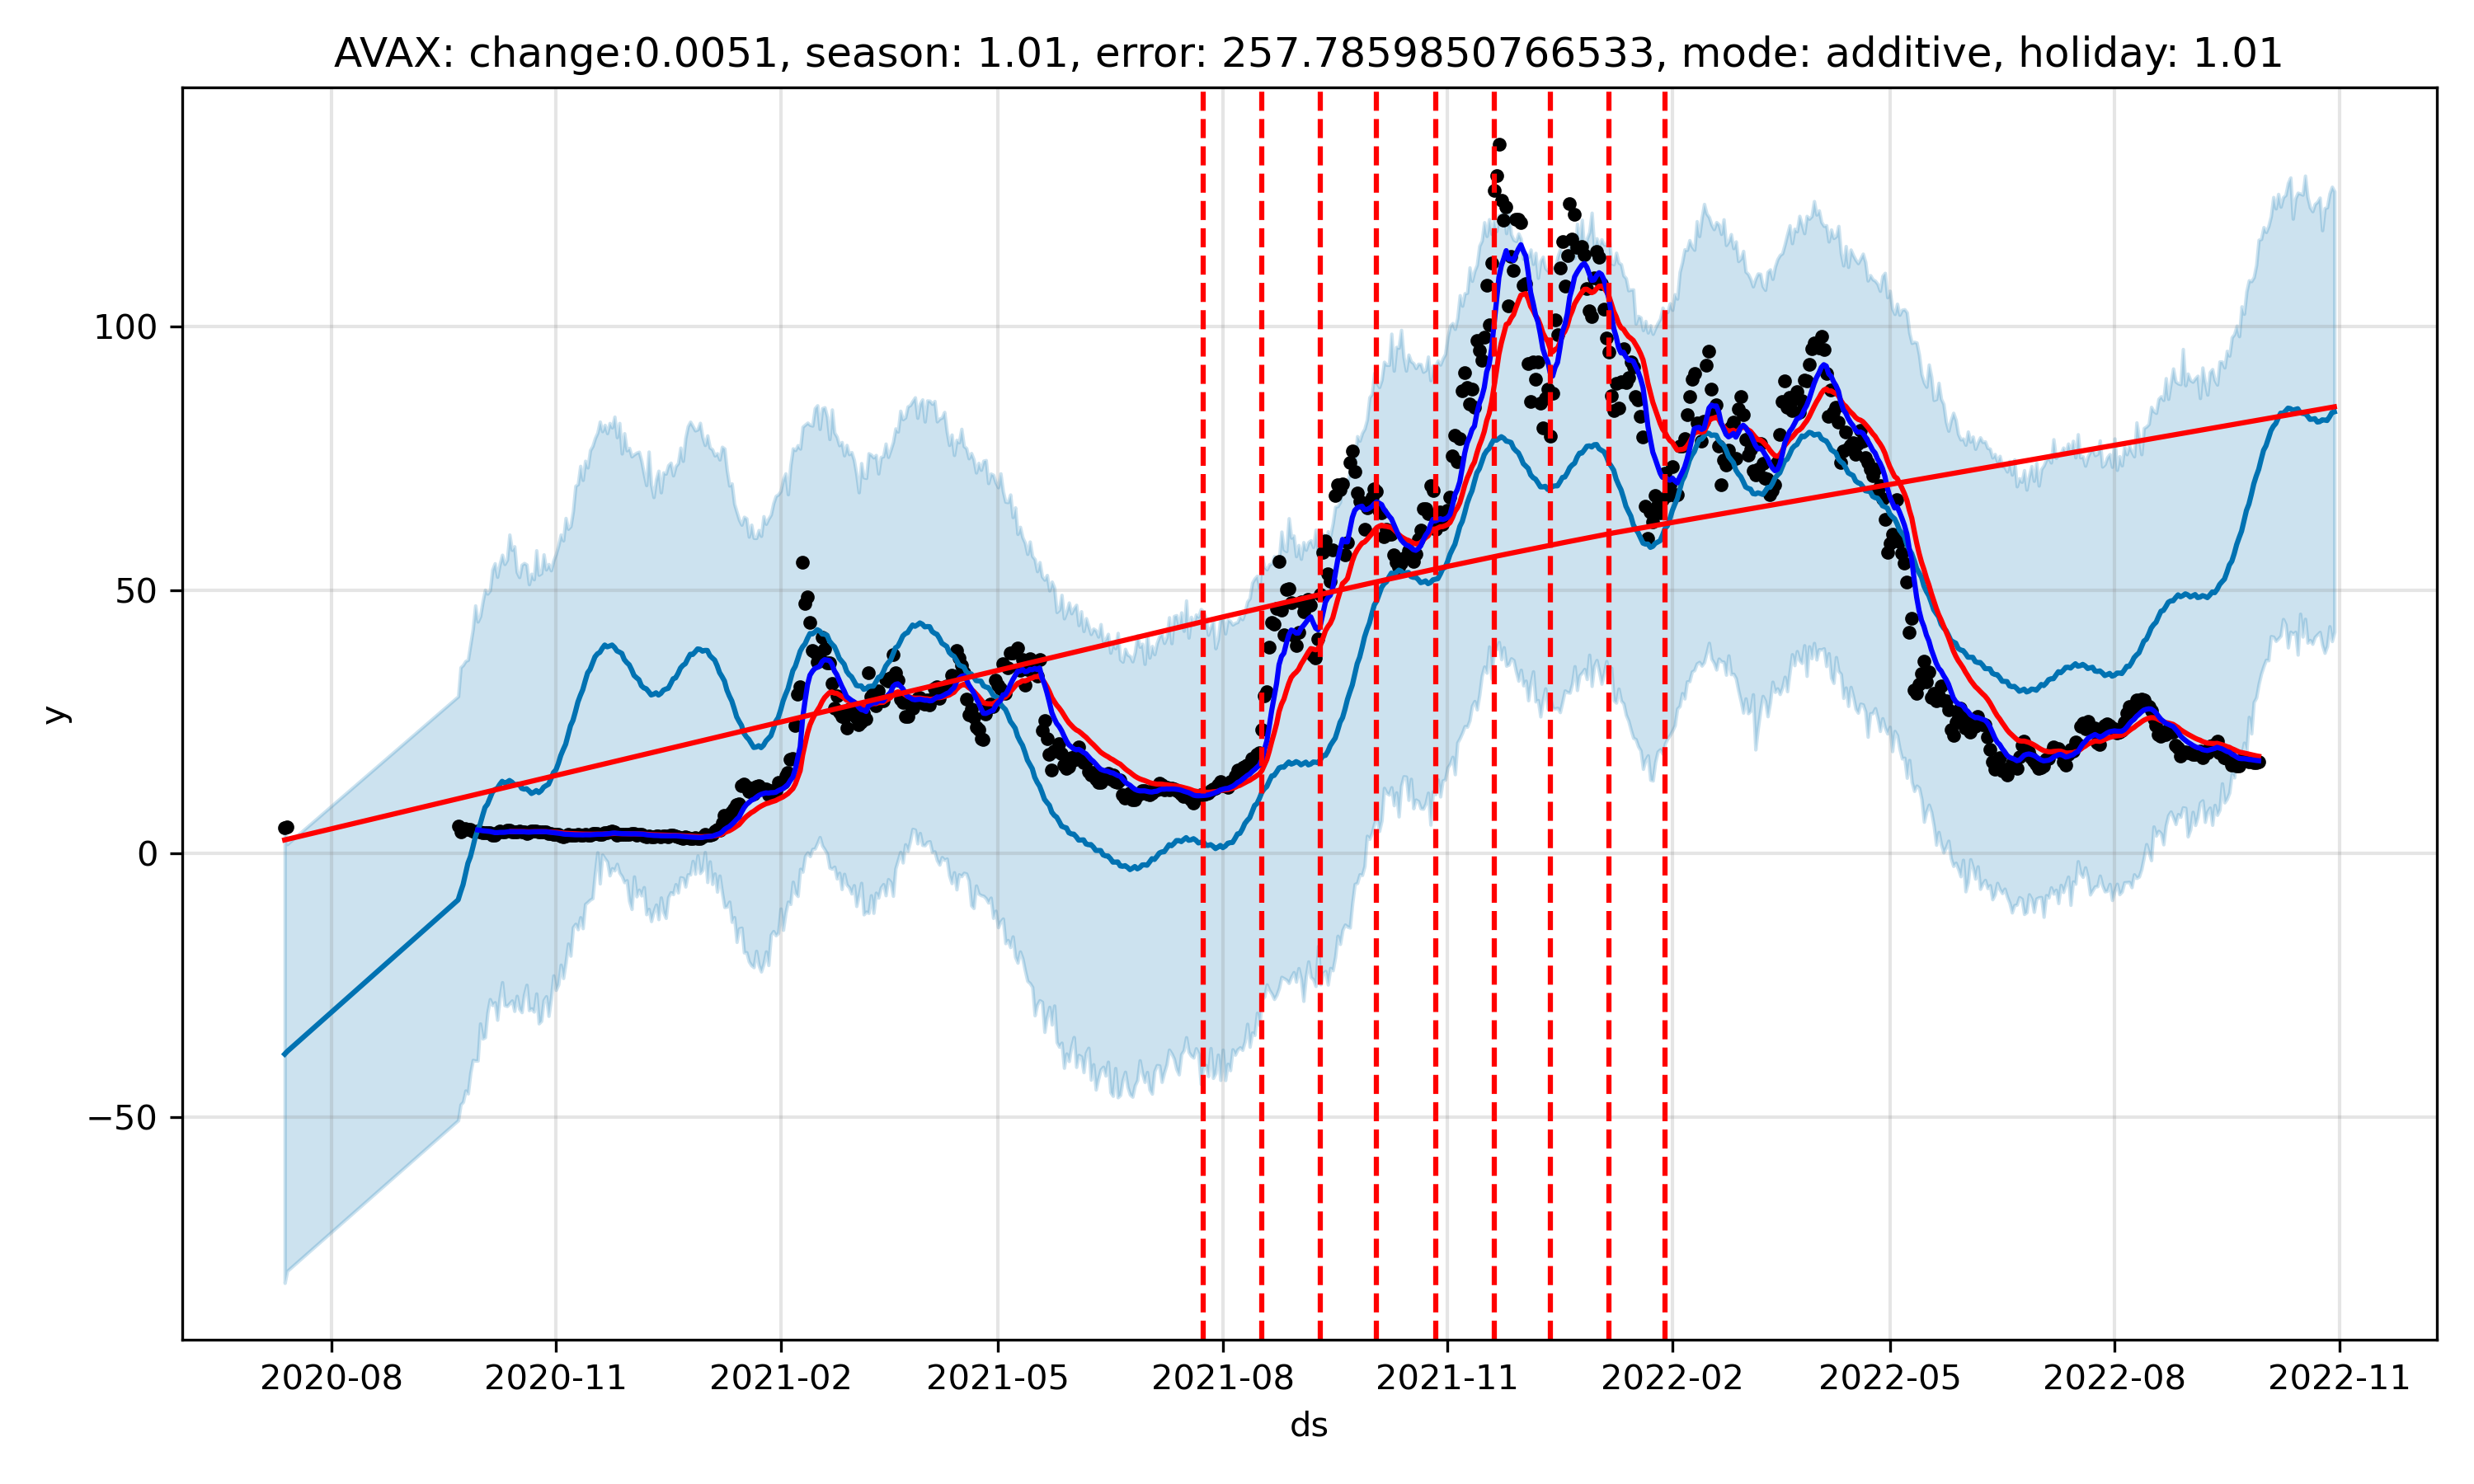 AVAX: change:0.0051, season: 1.01, error: 257.7859850766533, mode: additive, holiday: 1.01
y
100
50
0
−50
2020-08 2020-11 2021-02 2021-05 2021-08 2021-11 2022-02 2022-05 2022-08 2022-11
ds